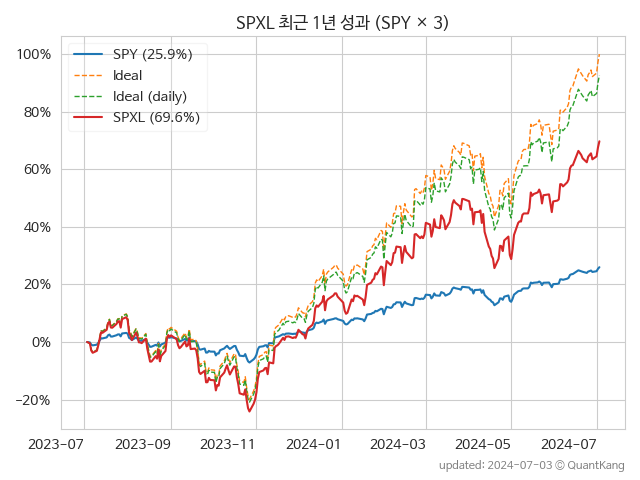 SPXL 최근 1년 성과 (SPY × 3)
SPY (25.9%)
Ideal
Ideal (daily)
SPXL (69.6%)
100%
80%
60%
40%
20%
0%
−20%
2023-07 2023-09 2023-11 2024-01 2024-03 2024-05 2024-07
updated: 2024-07-03 © QuantKang